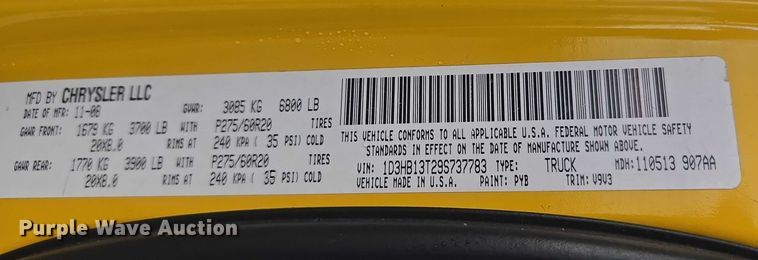 MFD BY CHRYSLER LLC
DATE OF MFR: 11-08 GVWR: 3085 KG 6800 LB
GAWR FRONT: 1679 KG 3700 LB WITH P275/60R20 TIRES
20X8.0 RIMS AT 240 KPA ( 35 PSI) COLD
GAWR REAR: 1770 KG 3900 LB WITH P275/60R20 TIRES
20X8.0 RIMS AT 240 KPA ( 35 PSI) COLD
THIS VEHICLE CONFORMS TO ALL APPLICABLE U.S.A. FEDERAL MOTOR VEHICLE SAFETY
STANDARDS IN EFFECT ON THE DATE OF MANUFACTURE SHOWN ABOVE.
VIN: 1D3HB13T29S737783 TYPE: TRUCK MDH: 110513 907AA
VEHICLE MADE IN U.S.A. PAINT: PYB TRIM: V9V3
Purple Wave Auction